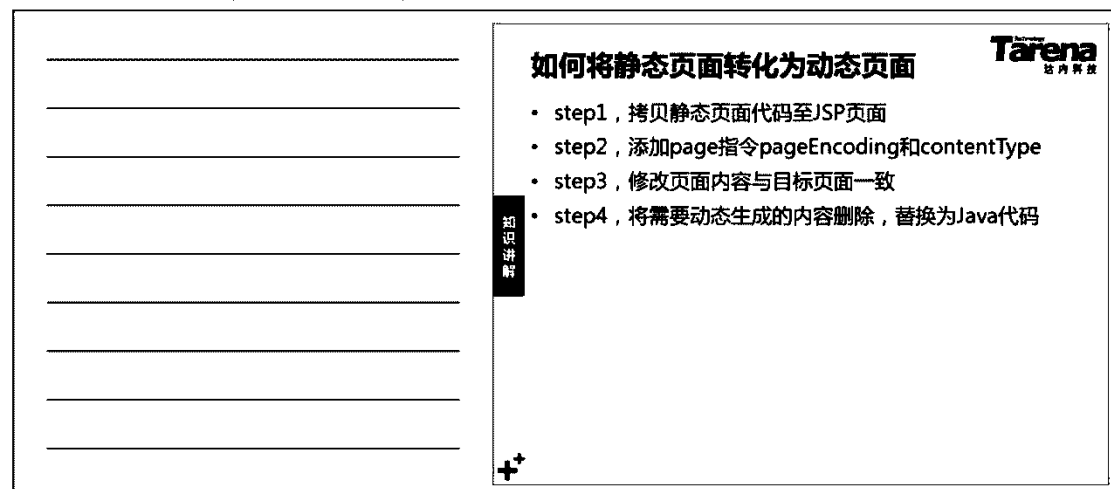 如何将静态页面转化为动态页面
Tarena
达内科技
• step1，拷贝静态页面代码至JSP页面
• step2，添加page指令pageEncoding和contentType
• step3，修改页面内容与目标页面一致
• step4，将需要动态生成的内容删除，替换为Java代码
知识讲解